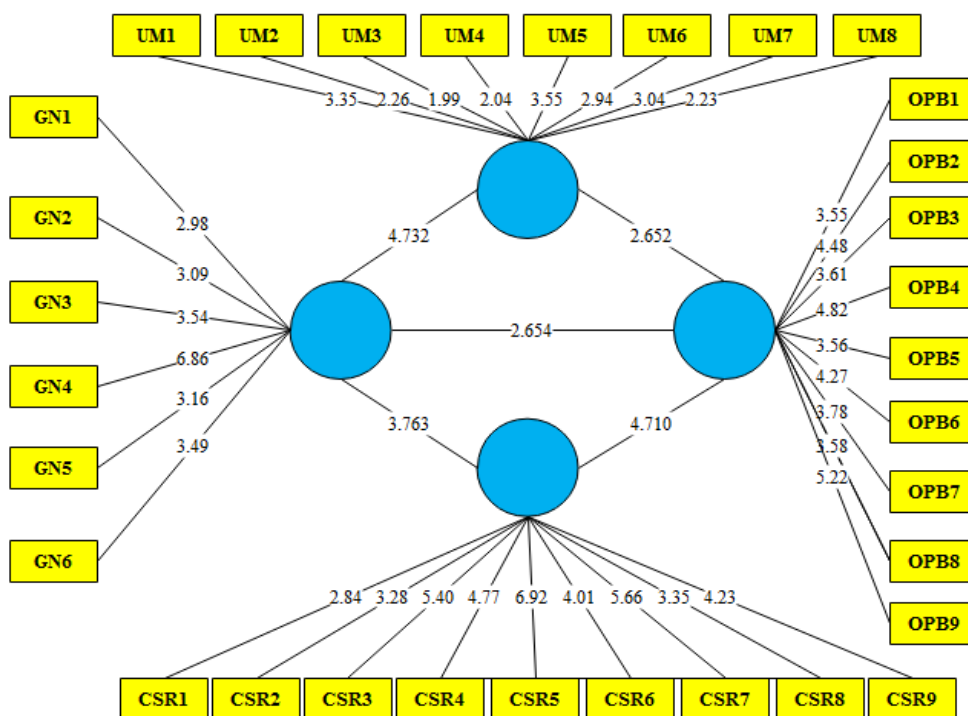 UM1 UM2 UM3 UM4 UM5 UM6 UM7 UM8
3.35 2.26 1.99 2.04 3.55 2.94 3.04 2.23
GN1
GN2
GN3
GN4
GN5
GN6
2.98
3.09
3.54
6.86
3.16
3.49
4.732
2.652
2.654
3.763
4.710
3.55
4.48
3.61
4.82
3.56
4.27
3.78
3.58
5.22
OPB1
OPB2
OPB3
OPB4
OPB5
OPB6
OPB7
OPB8
OPB9
2.84 3.28 5.40 4.77 6.92 4.01 5.66 3.35 4.23
CSR1 CSR2 CSR3 CSR4 CSR5 CSR6 CSR7 CSR8 CSR9